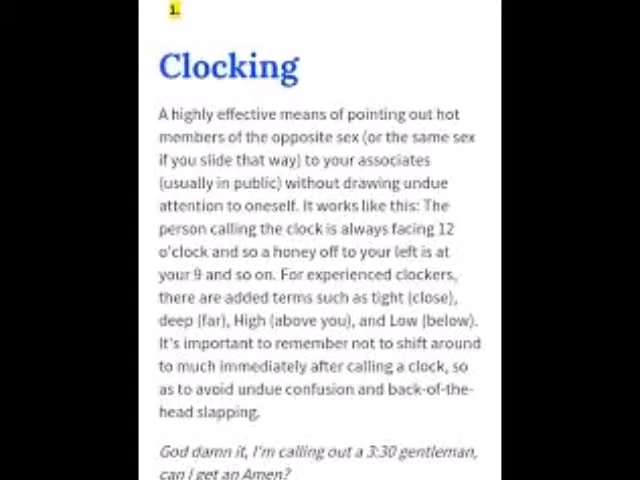 1.
Clocking
A highly effective means of pointing out hot
members of the opposite sex (or the same sex
if you slide that way) to your associates
(usually in public) without drawing undue
attention to oneself. It works like this: The
person calling the clock is always facing 12
o'clock and so a honey off to your left is at
your 9 and so on. For experienced clockers,
there are added terms such as tight (close),
deep (far), High (above you), and Low (below).
It's important to remember not to shift around
to much immediately after calling a clock, so
as to avoid undue confusion and back-of-the-
head slapping.
God damn it, I'm calling out a 3:30 gentleman,
can I get an Amen?